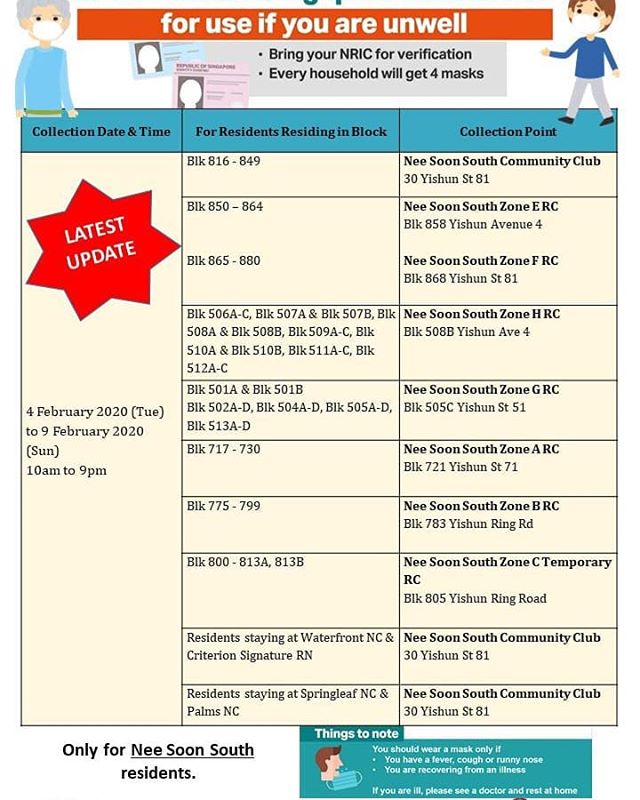 for use if you are unwell
• Bring your NRIC for verification
REPUBLIC OF SINGAPORE
• Every household will get 4 masks
Collection Date & Time
For Residents Residing in Block
Collection Point
LATEST
UPDATE
4 February 2020 (Tue)
to 9 February 2020
(Sun)
10am to 9pm
Blk 816 - 849
Nee Soon South Community Club
30 Yishun St 81
Blk 850 – 864
Nee Soon South Zone E RC
Blk 858 Yishun Avenue 4
Blk 865 - 880
Nee Soon South Zone F RC
Blk 868 Yishun St 81
Blk 506A-C, Blk 507A & Blk 507B, Blk
508A & Blk 508B, Blk 509A-C, Blk
510A & Blk 510B, Blk 511A-C, Blk
512A-C
Nee Soon South Zone H RC
Blk 508B Yishun Ave 4
Blk 501A & Blk 501B
Blk 502A-D, Blk 504A-D, Blk 505A-D,
Blk 513A-D
Nee Soon South Zone G RC
Blk 505C Yishun St 51
Blk 717 - 730
Nee Soon South Zone A RC
Blk 721 Yishun St 71
Blk 775 - 799
Nee Soon South Zone B RC
Blk 783 Yishun Ring Rd
Blk 800 - 813A, 813B
Nee Soon South Zone C Temporary
RC
Blk 805 Yishun Ring Road
Residents staying at Waterfront NC &
Criterion Signature RN
Nee Soon South Community Club
30 Yishun St 81
Residents staying at Springleaf NC &
Palms NC
Nee Soon South Community Club
30 Yishun St 81
Only for Nee Soon South
residents.
Things to note
You should wear a mask only if
• You have a fever, cough or runny nose
• You are recovering from an illness
If you are ill, please see a doctor and rest at home